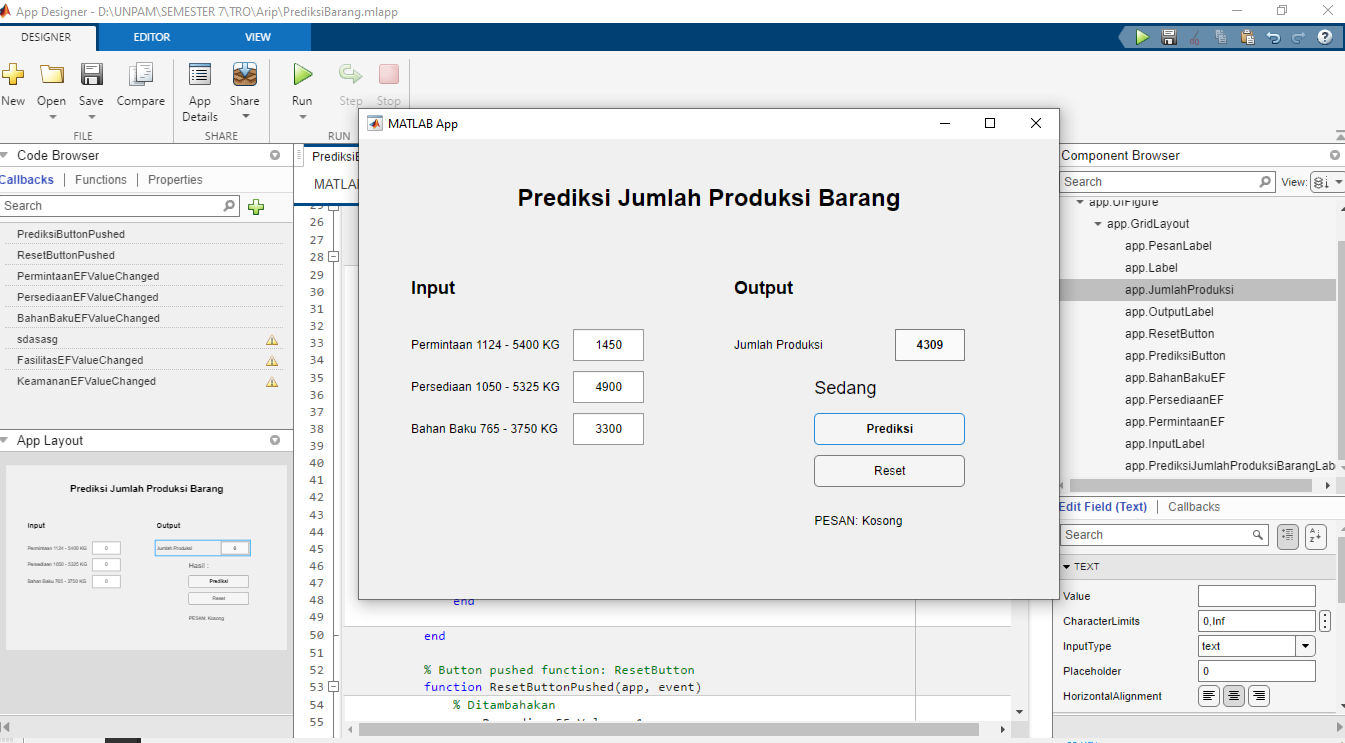 App Designer - D:\UNPAM\SEMESTER 7\TRO\Arip\PrediksiBarang.mlapp
DESIGNER EDITOR VIEW
New Open Save Compare App Details Share Run Step Stop
FILE SHARE RUN
Code Browser
Callbacks Functions Properties
Search
PrediksiButtonPushed
ResetButtonPushed
PermintaanEFValueChanged
PersediaanEFValueChanged
BahanBakuEFValueChanged
sdasasg
FasilitasEFValueChanged
KeamananEFValueChanged
App Layout
Prediksi Jumlah Produksi Barang
Input Output
Permintaan 1124 - 5400 KG 0 Jumlah Produksi 0
Persediaan 1050 - 5325 KG 0 Hasil :
Bahan Baku 765 - 3750 KG 0 Prediksi
Reset
PESAN: Kosong
MATLAB App
Prediksi Jumlah Produksi Barang
Input Output
Permintaan 1124 - 5400 KG 1450 Jumlah Produksi 4309
Persediaan 1050 - 5325 KG 4900 Sedang
Bahan Baku 765 - 3750 KG 3300 Prediksi
Reset
PESAN: Kosong
25
26
27
28
29
30
31
32
33
34
35
36
37
38
39
40
41
42
43
44
45
46
47
48 end
49
50 end
51
52 % Button pushed function: ResetButton
53 function ResetButtonPushed(app, event)
54 % Ditambahakan
55
Component Browser
Search View:
app.UIFigure
app.GridLayout
app.PesanLabel
app.Label
app.JumlahProduksi
app.OutputLabel
app.ResetButton
app.PrediksiButton
app.BahanBakuEF
app.PersediaanEF
app.PermintaanEF
app.InputLabel
app.PrediksiJumlahProduksiBarangLab
Edit Field (Text) Callbacks
Search
TEXT
Value
CharacterLimits 0,Inf
InputType text
Placeholder 0
HorizontalAlignment